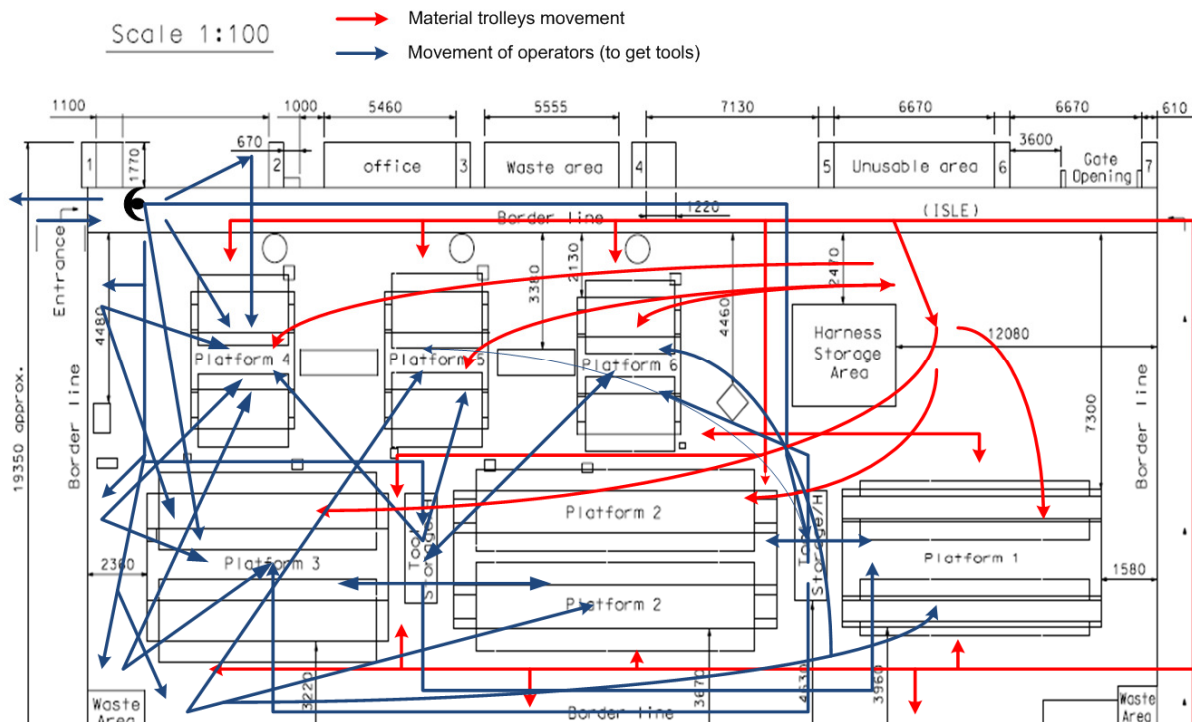 Material trolleys movement
Scale 1:100
Movement of operators (to get tools)
1100
1000
5460
5555
7130
6670
6670
610
670
3600
1
1770
2
office
3
Waste area
4
5
Unusable area
6
Gate
Opening
7
1220
(ISLE)
Border line
Entrance
4480
3380
2130
4460
2470
12080
Harness
Storage
Area
Platform 4
Platform 5
Platform 6
7300
19350 approx.
Border line
Border line
Tool
Storage/H
Tool
Storage/H
Platform 2
Platform 1
Platform 3
2360
1580
Platform 2
3220
3670
4630
3960
Waste
Area
Border line
Waste
Area